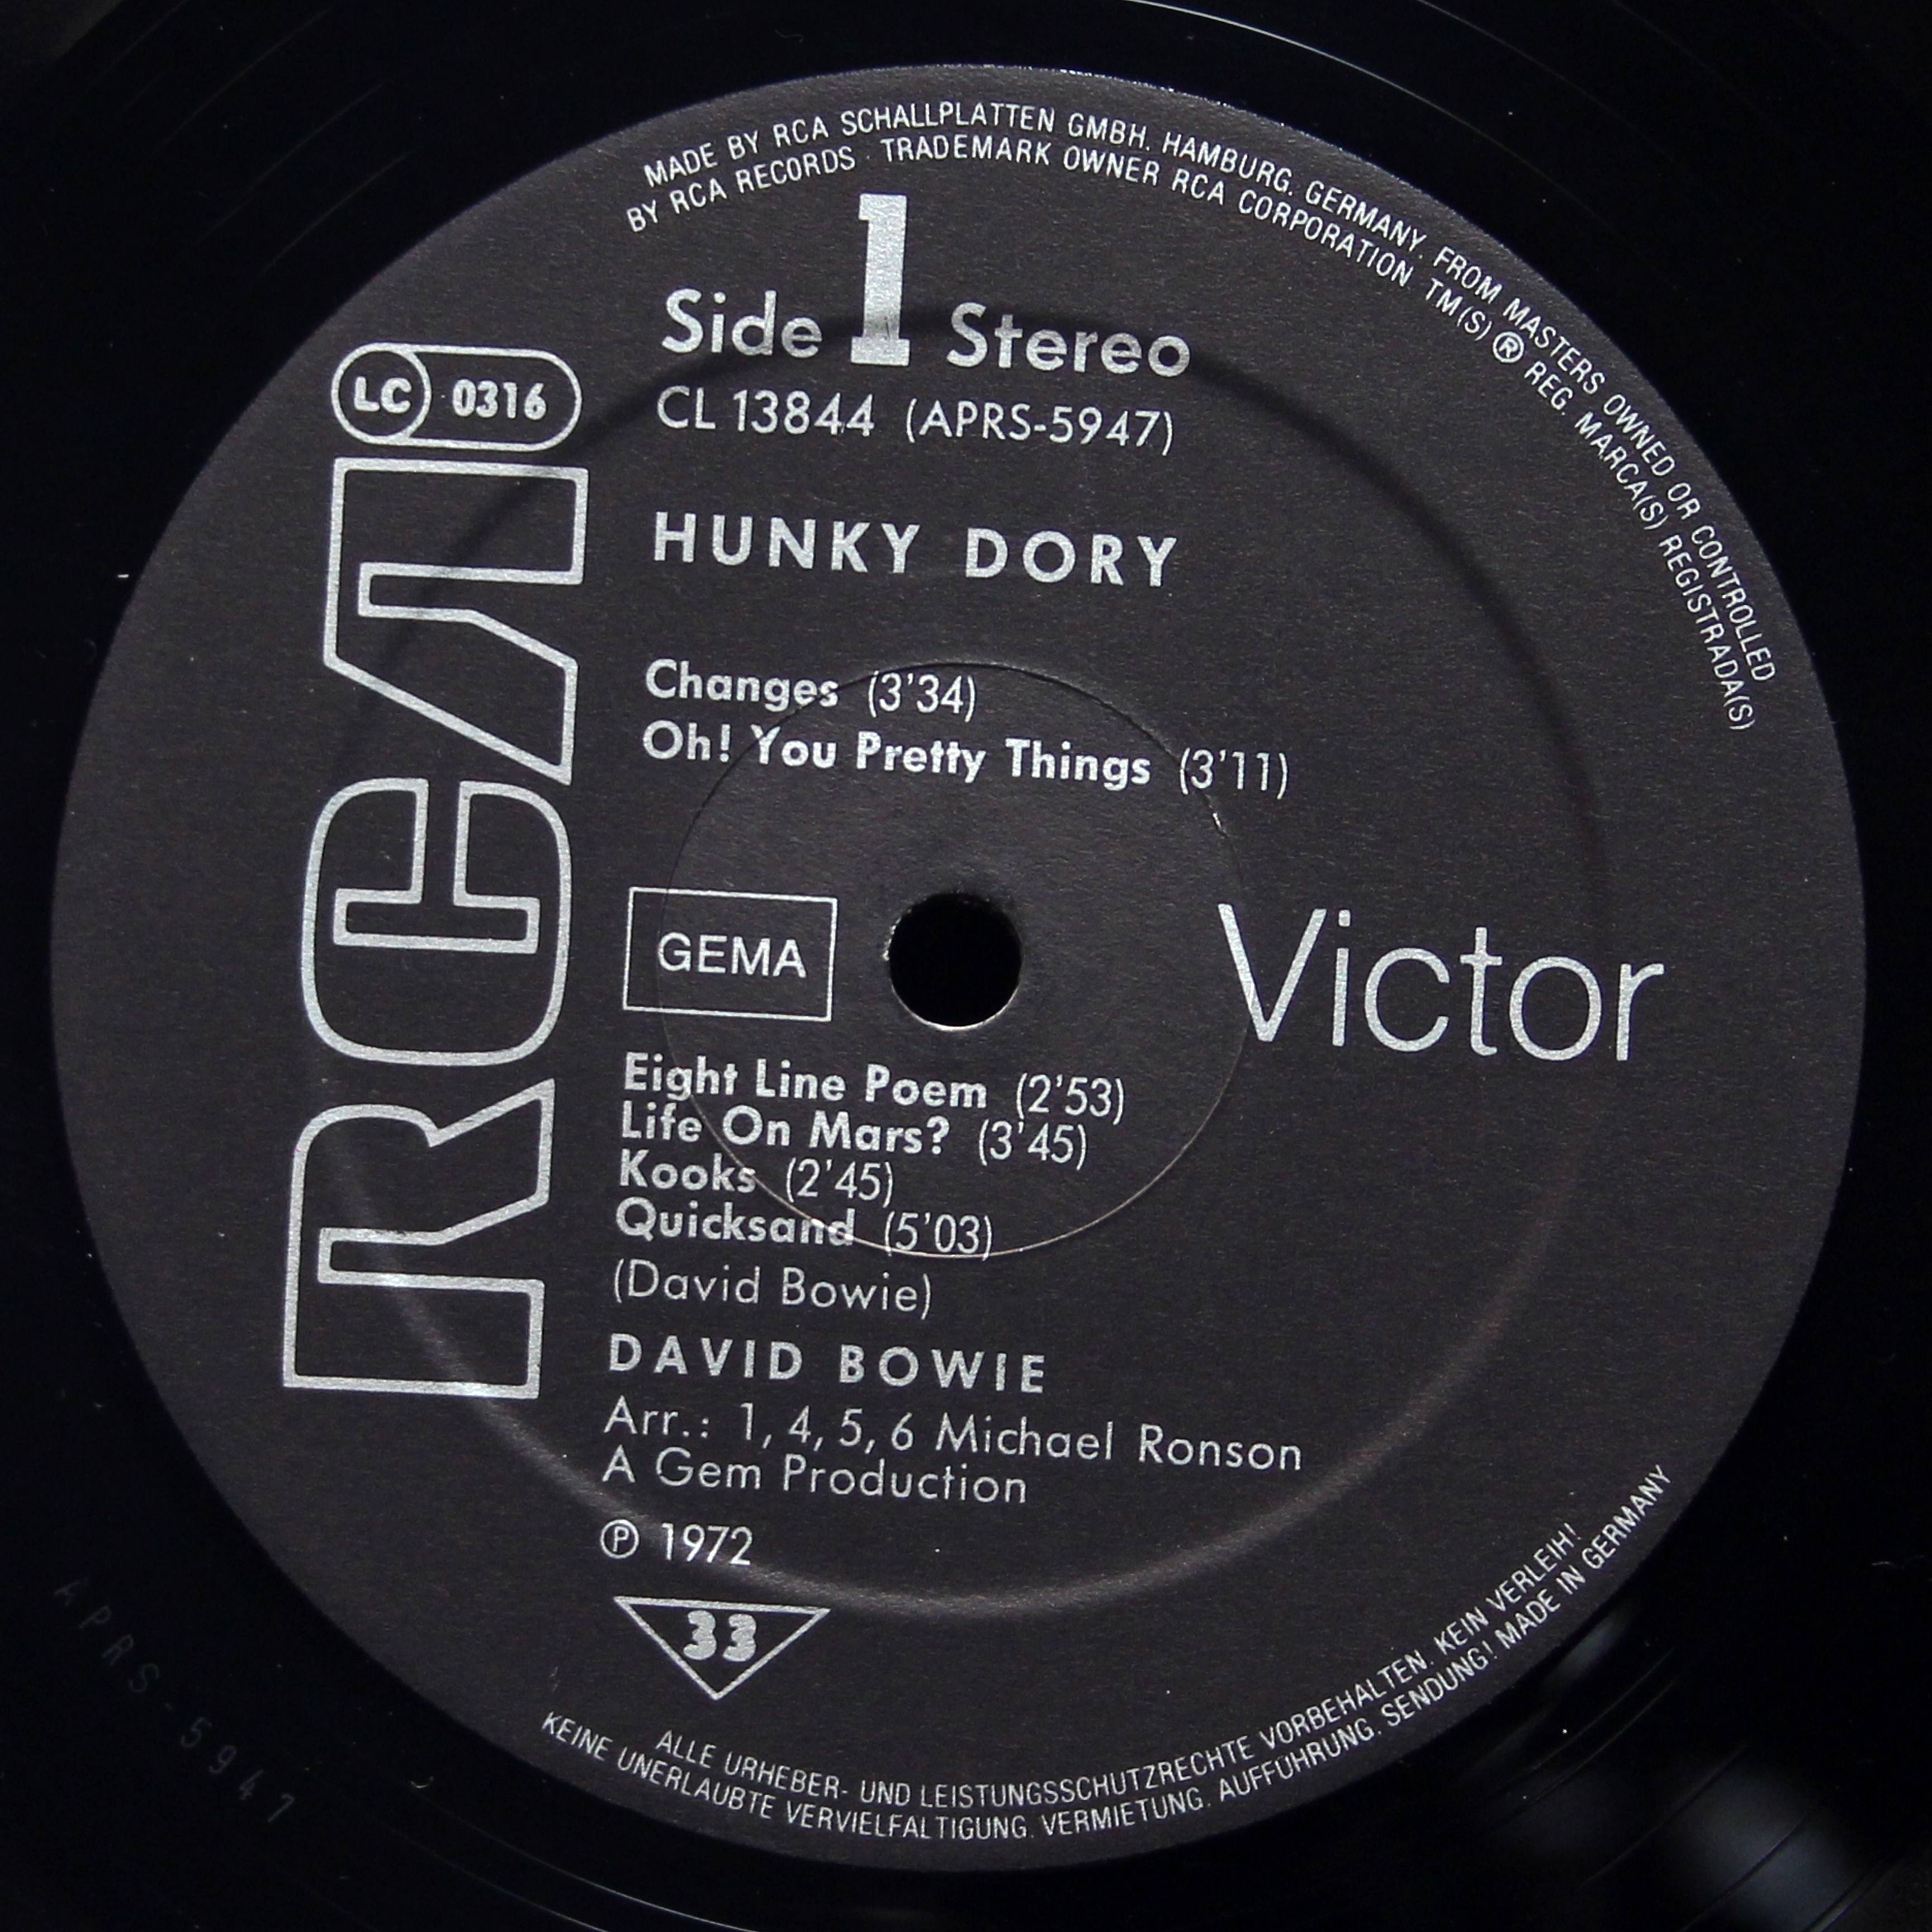 MADE BY RCA SCHALLPLATTEN GMBH. HAMBURG. GERMANY. FROM MASTERS OWNED OR CONTROLLED
BY RCA RECORDS · TRADEMARK OWNER RCA CORPORATION TM(S) ® REG. MARCA(S) REGISTRADA(S)
Side 1 Stereo
LC 0316
CL 13844 (APRS-5947)
RCA
HUNKY DORY
Changes (3'34)
Oh! You Pretty Things (3'11)
GEMA
Victor
Eight Line Poem (2'53)
Life On Mars? (3'45)
Kooks (2'45)
Quicksand (5'03)
(David Bowie)
DAVID BOWIE
Arr.: 1, 4, 5, 6 Michael Ronson
A Gem Production
℗ 1972
33
ALLE URHEBER- UND LEISTUNGSSCHUTZRECHTE VORBEHALTEN. KEIN VERLEIH!
KEINE UNERLAUBTE VERVIELFALTIGUNG. VERMIETUNG. AUFFÜHRUNG. SENDUNG! MADE IN GERMANY
APRS-5947